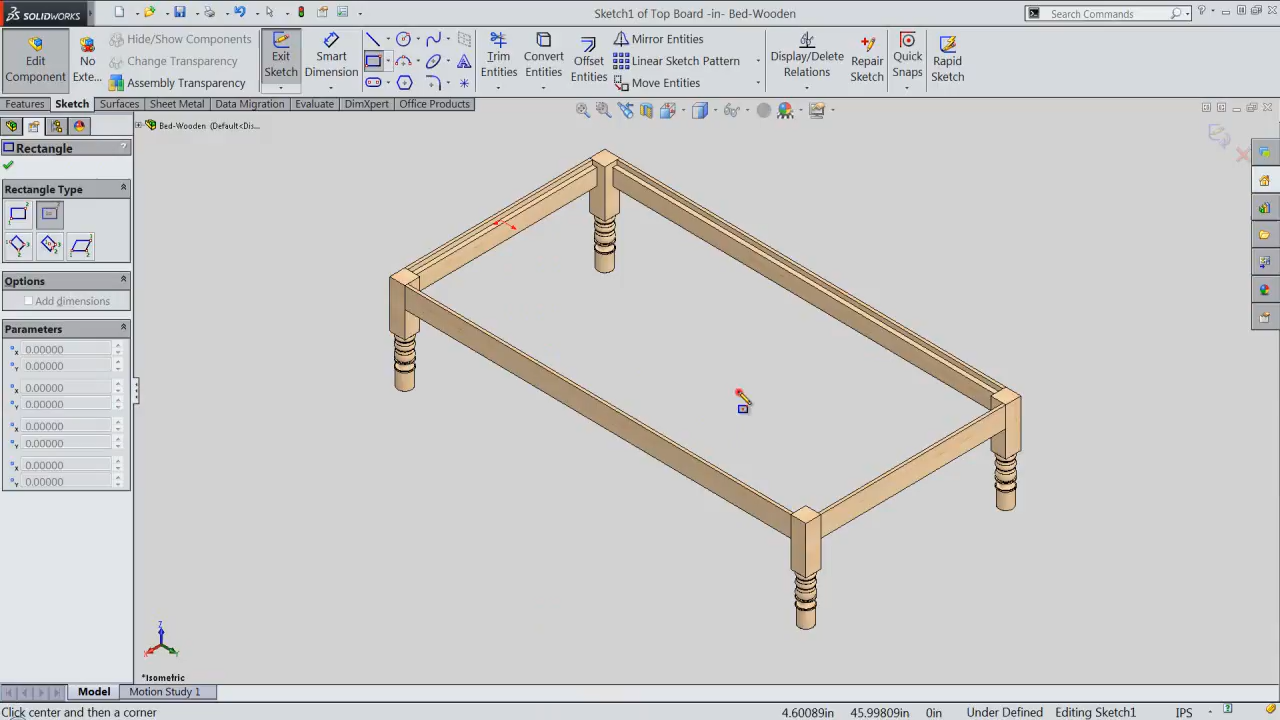 SOLIDWORKS
Sketch1 of Top Board -in- Bed-Wooden
Search Commands
Edit Component
No Exte...
Hide/Show Components
Change Transparency
Assembly Transparency
Exit Sketch
Smart Dimension
Trim Entities
Convert Entities
Offset Entities
Mirror Entities
Linear Sketch Pattern
Move Entities
Display/Delete Relations
Repair Sketch
Quick Snaps
Rapid Sketch
Features
Sketch
Surfaces
Sheet Metal
Data Migration
Evaluate
DimXpert
Office Products
Bed-Wooden (Default<Dis...
Rectangle
?
Rectangle Type
Options
Add dimensions
Parameters
0.00000
0.00000
0.00000
0.00000
0.00000
0.00000
0.00000
0.00000
Z
X
Y
*Isometric
Model
Motion Study 1
Click center and then a corner
4.60089in
45.99809in
0in
Under Defined
Editing Sketch1
IPS